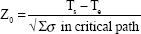 Z₀ = (Tₛ − Tₑ) / √Σσ in critical path